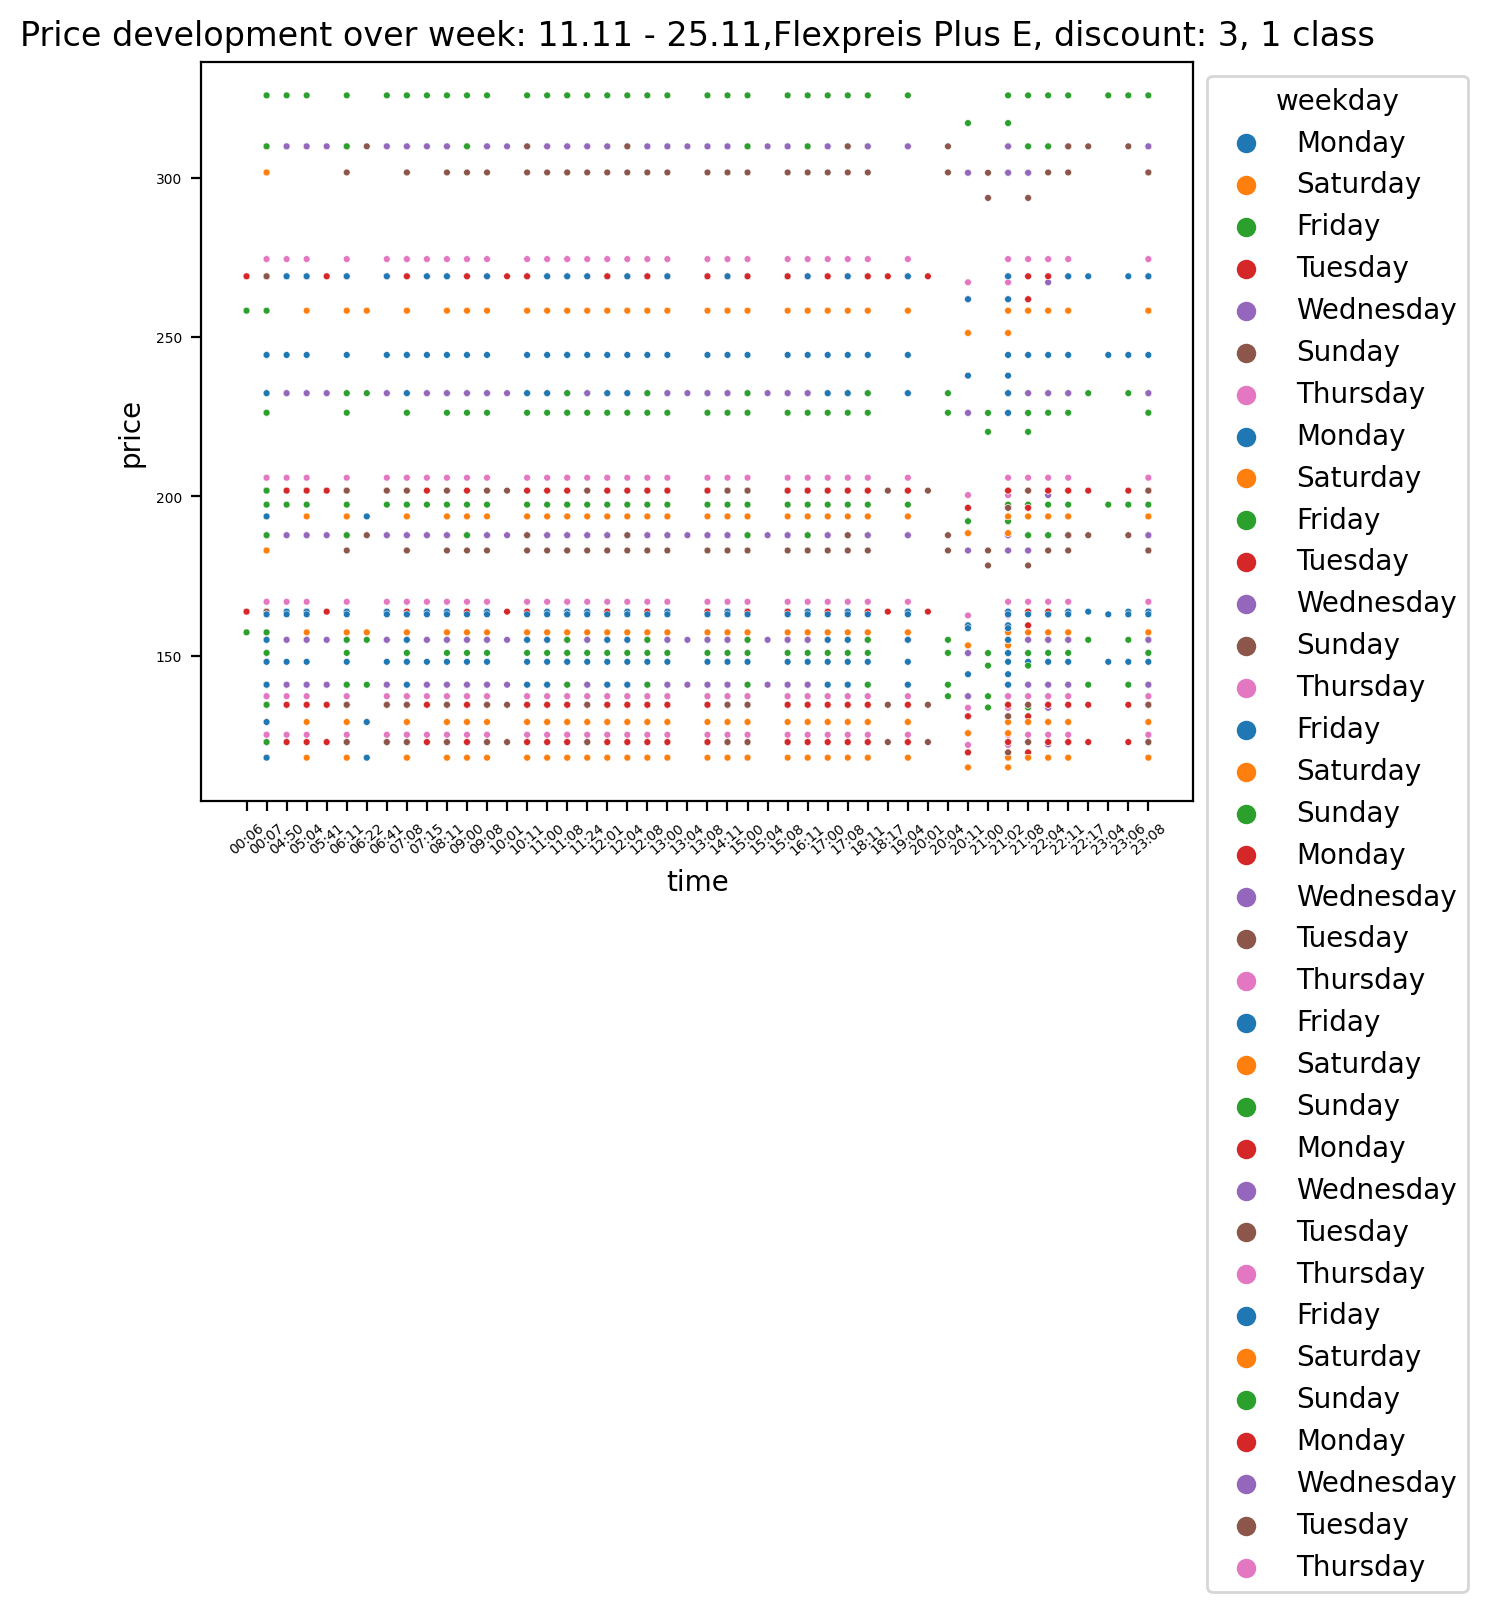 Price development over week: 11.11 - 25.11,Flexpreis Plus E, discount: 3, 1 class
price
300
250
200
150
00:06
00:07
04:50
05:04
05:41
06:11
06:22
06:41
07:08
07:15
08:11
09:00
09:08
10:01
10:11
11:00
11:08
11:24
12:01
12:04
12:08
13:00
13:04
13:08
14:11
15:00
15:04
15:08
16:11
17:00
17:08
18:11
18:17
19:04
20:01
20:04
20:11
21:00
21:02
21:08
22:04
22:11
22:17
23:04
23:06
23:08
time
weekday
Monday
Saturday
Friday
Tuesday
Wednesday
Sunday
Thursday
Monday
Saturday
Friday
Tuesday
Wednesday
Sunday
Thursday
Friday
Saturday
Sunday
Monday
Wednesday
Tuesday
Thursday
Friday
Saturday
Sunday
Monday
Wednesday
Tuesday
Thursday
Friday
Saturday
Sunday
Monday
Wednesday
Tuesday
Thursday